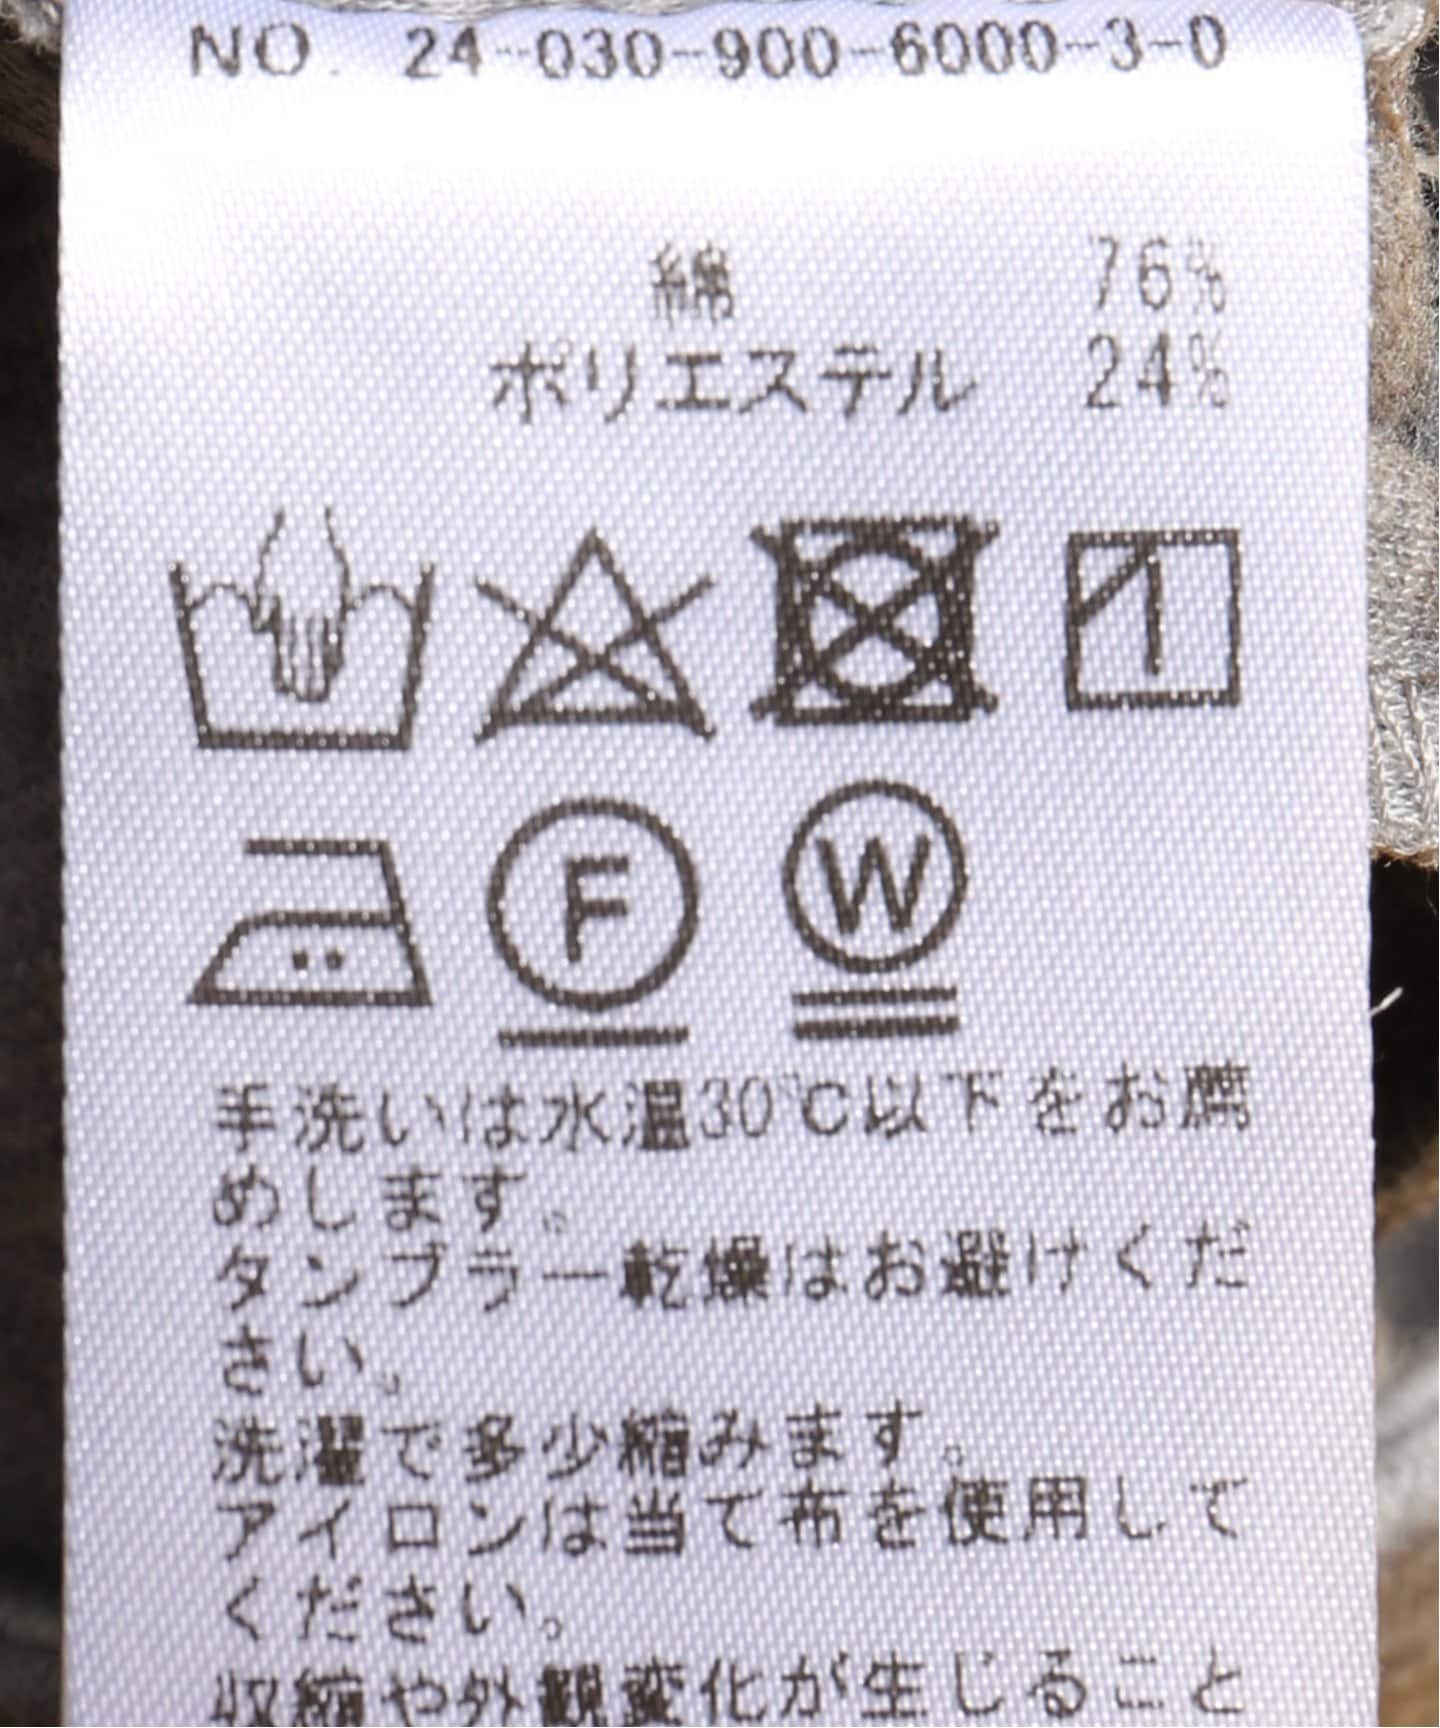 NO. 24-030-900-6000-3-0
綿 76%
ポリエステル 24%
F W
手洗いは水温30℃以下をお薦
めします。
タンブラー乾燥はお避けくだ
さい。
洗濯で多少縮みます。
アイロンは当て布を使用して
ください。
収縮や外観変化が生じること